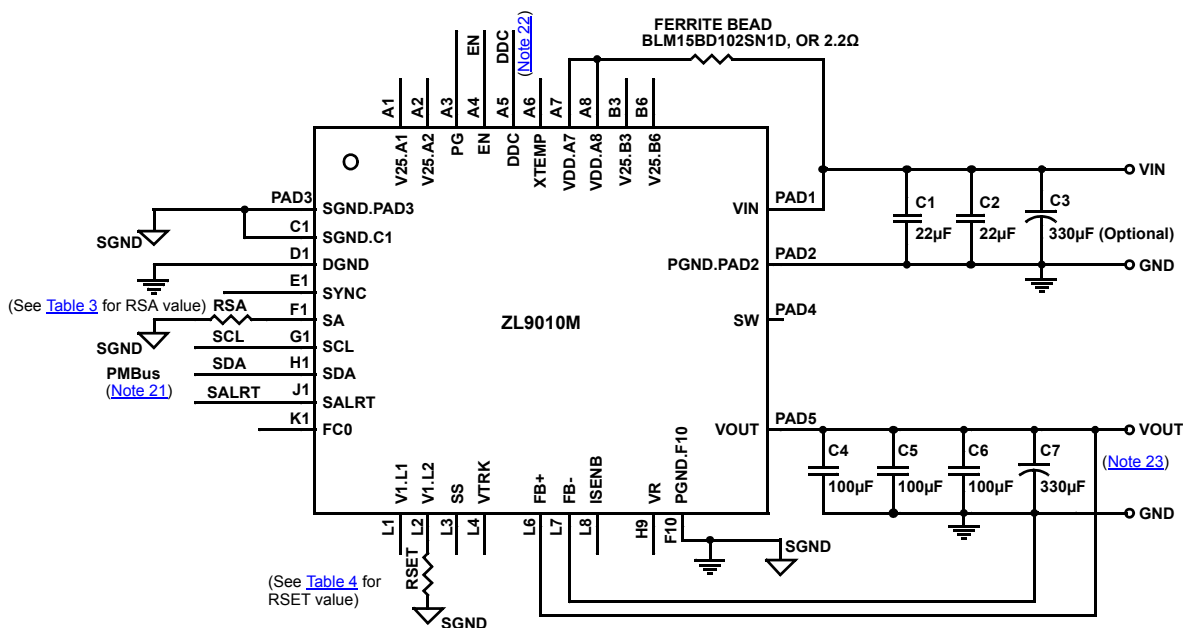 FERRITE BEAD
BLM15BD102SN1D, OR 2.2Ω
EN
DDC
(Note 22)
A1
A2
A3
A4
A5
A6
A7
A8
B3
B6
V25.A1
V25.A2
PG
EN
DDC
XTEMP
VDD.A7
VDD.A8
V25.B3
V25.B6
VIN
C1
22µF
C2
22µF
C3
330µF (Optional)
GND
PAD3
SGND.PAD3
C1
SGND.C1
SGND
D1
DGND
E1
SYNC
(See Table 3 for RSA value)
RSA
F1
SA
SGND
SCL
G1
SCL
PMBus
(Note 21)
SDA
H1
SDA
SALRT
J1
SALRT
K1
FC0
ZL9010M
VIN
PAD1
PGND.PAD2
PAD2
SW
PAD4
VOUT
PAD5
VOUT
(Note 23)
C4
100µF
C5
100µF
C6
100µF
C7
330µF
GND
V1.L1
V1.L2
SS
VTRK
FB+
FB-
ISENB
VR
PGND.F10
L1
L2
L3
L4
L6
L7
L8
H9
F10
SGND
RSET
(See Table 4 for
RSET value)
SGND